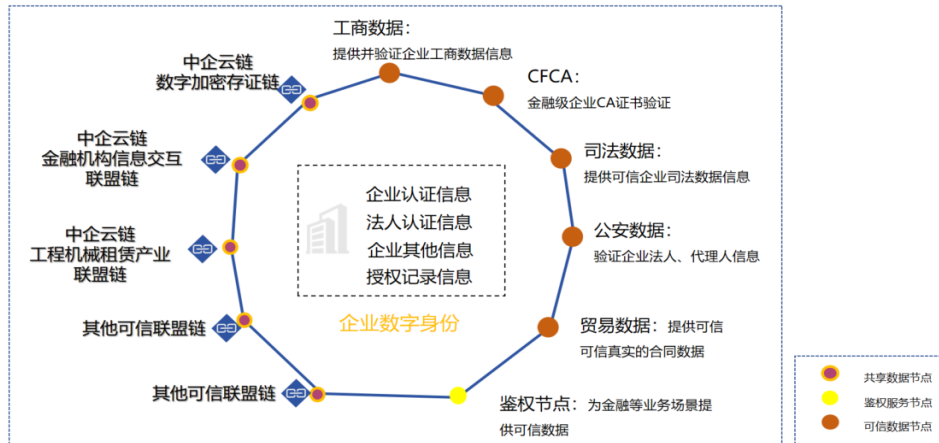 工商数据：
提供并验证企业工商数据信息
中企云链
数字加密存证链
CFCA：
金融级企业CA证书验证
中企云链
金融机构信息交互
联盟链
司法数据：
提供可信企业司法数据信息
企业认证信息
法人认证信息
企业其他信息
授权记录信息
中企云链
工程机械租赁产业
联盟链
公安数据：
验证企业法人、代理人信息
企业数字身份
其他可信联盟链
贸易数据：提供可信
可信真实的合同数据
其他可信联盟链
鉴权节点：为金融等业务场景提
供可信数据
共享数据节点
鉴权服务节点
可信数据节点